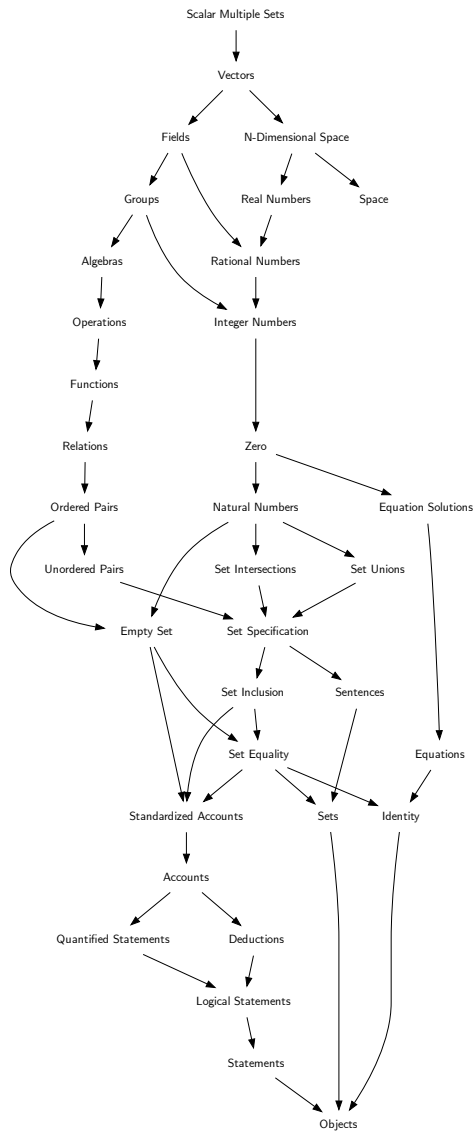 Scalar Multiple Sets
Vectors
Fields
N-Dimensional Space
Groups
Real Numbers
Space
Algebras
Rational Numbers
Operations
Integer Numbers
Functions
Relations
Zero
Ordered Pairs
Natural Numbers
Equation Solutions
Unordered Pairs
Set Intersections
Set Unions
Empty Set
Set Specification
Set Inclusion
Sentences
Set Equality
Equations
Standardized Accounts
Sets
Identity
Accounts
Quantified Statements
Deductions
Logical Statements
Statements
Objects